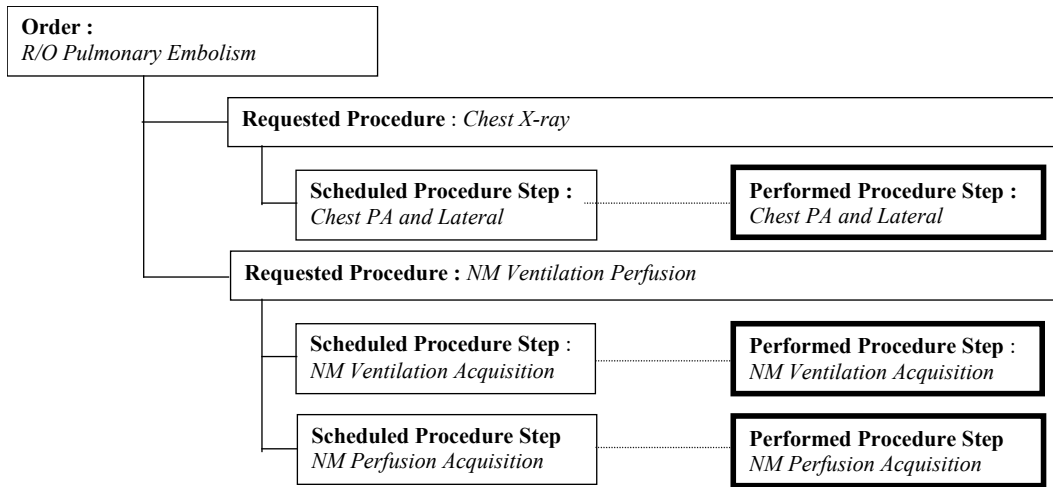 Order :
R/O Pulmonary Embolism
Requested Procedure : Chest X-ray
Scheduled Procedure Step :
Chest PA and Lateral
Performed Procedure Step :
Chest PA and Lateral
Requested Procedure : NM Ventilation Perfusion
Scheduled Procedure Step :
NM Ventilation Acquisition
Performed Procedure Step :
NM Ventilation Acquisition
Scheduled Procedure Step
NM Perfusion Acquisition
Performed Procedure Step
NM Perfusion Acquisition